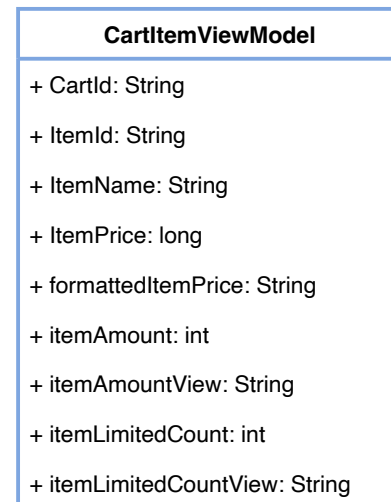 CartItemViewModel
+ CartId: String
+ ItemId: String
+ ItemName: String
+ ItemPrice: long
+ formattedItemPrice: String
+ itemAmount: int
+ itemAmountView: String
+ itemLimitedCount: int
+ itemLimitedCountView: String